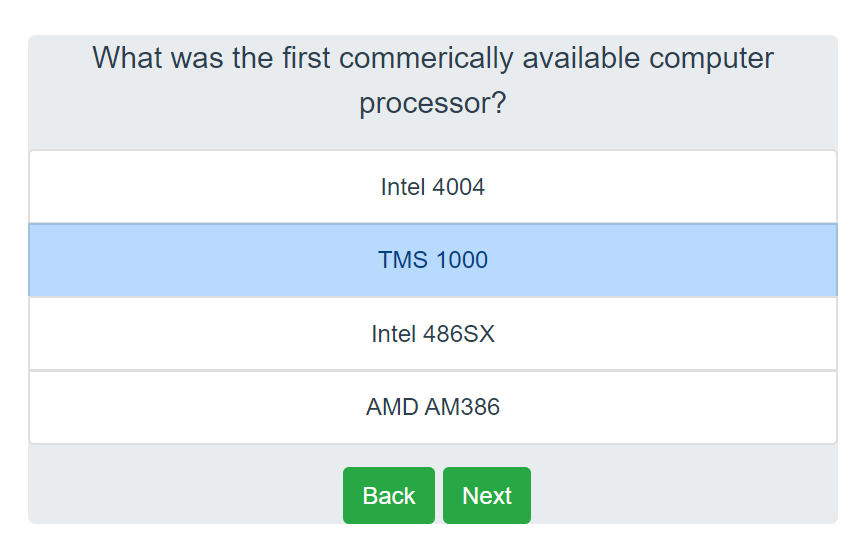 What was the first commerically available computer
processor?
Intel 4004
TMS 1000
Intel 486SX
AMD AM386
Back Next